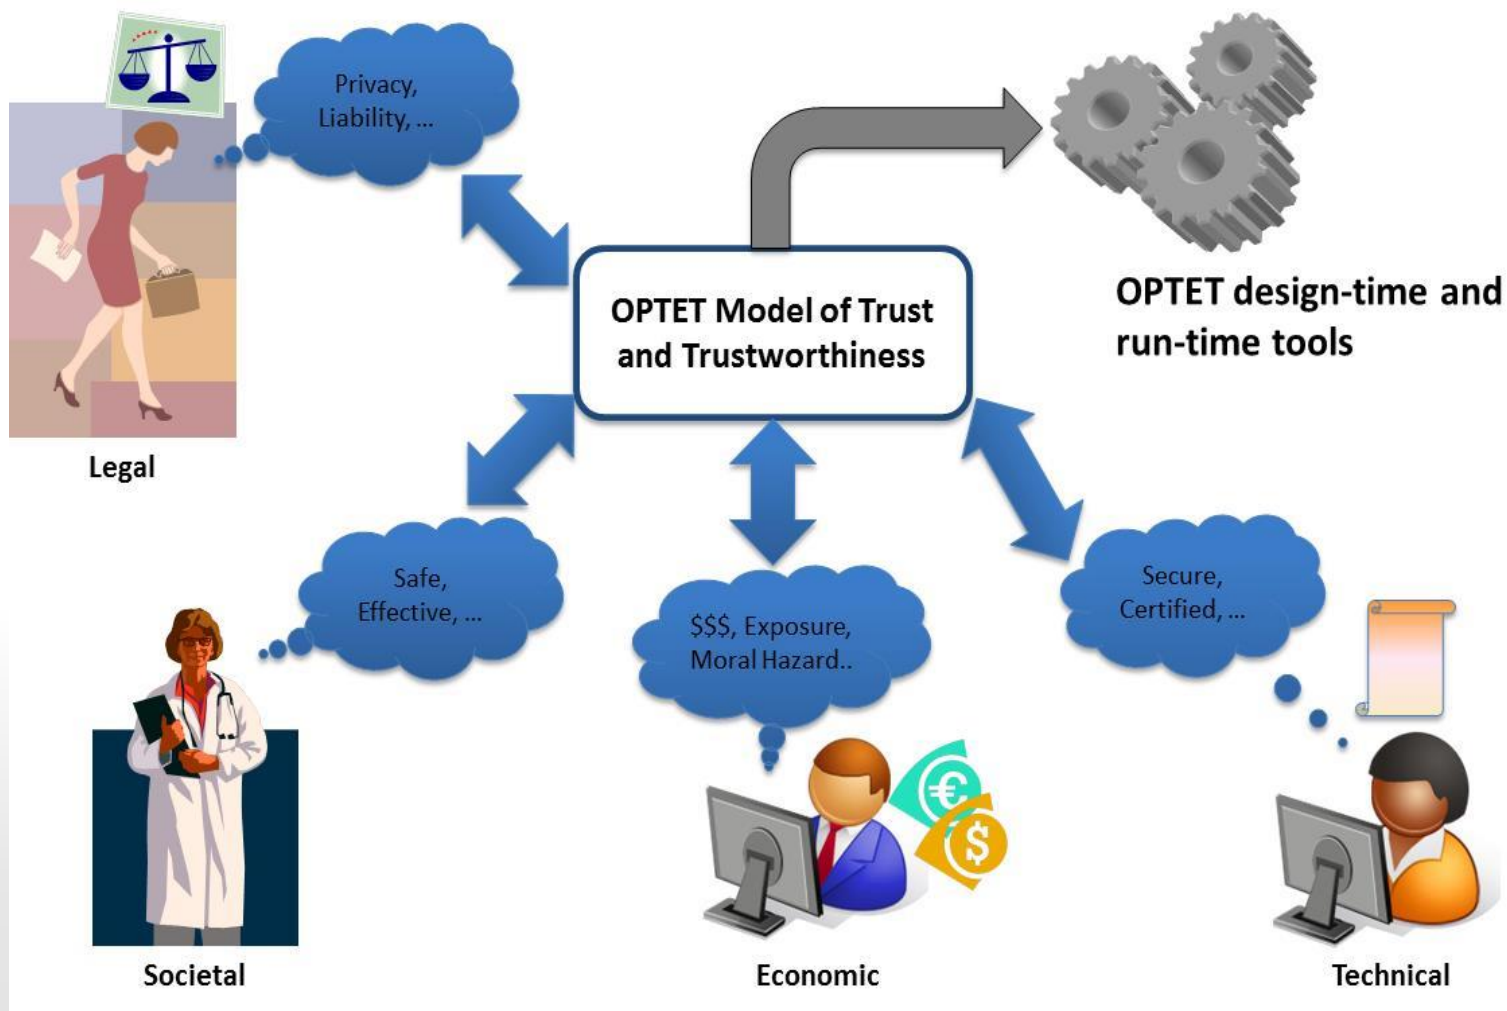 Privacy,
Liability, ...
OPTET Model of Trust
and Trustworthiness
OPTET design-time and
run-time tools
Legal
Safe,
Effective, ...
$$$, Exposure,
Moral Hazard..
Secure,
Certified, ...
€
$
Societal
Economic
Technical